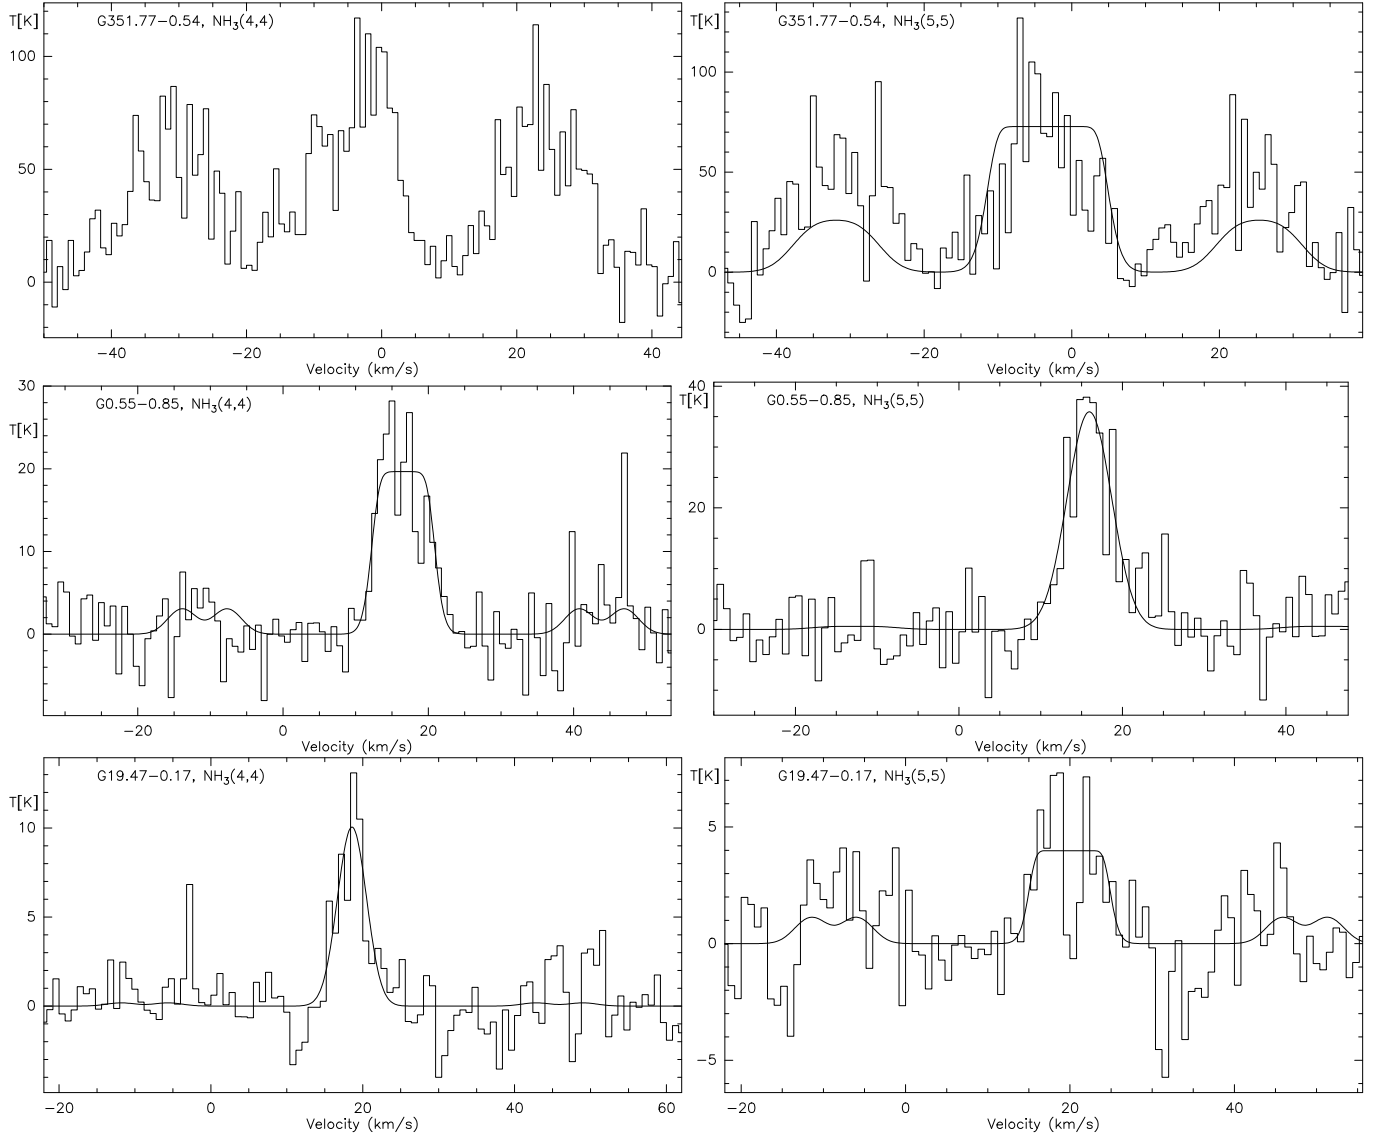 T[K]
G351.77−0.54, NH3(4,4)
100
50
0
−40 −20 0 20 40
Velocity (km/s)
T[K]
G351.77−0.54, NH3(5,5)
100
50
0
−40 −20 0 20
Velocity (km/s)
30
G0.55−0.85, NH3(4,4)
T[K]
20
10
0
−20 0 20 40
Velocity (km/s)
40
T[K]
G0.55−0.85, NH3(5,5)
20
0
−20 0 20 40
Velocity (km/s)
G19.47−0.17, NH3(4,4)
T[K]
10
5
0
−20 0 20 40 60
Velocity (km/s)
T[K]
G19.47−0.17, NH3(5,5)
5
0
−5
−20 0 20 40
Velocity (km/s)